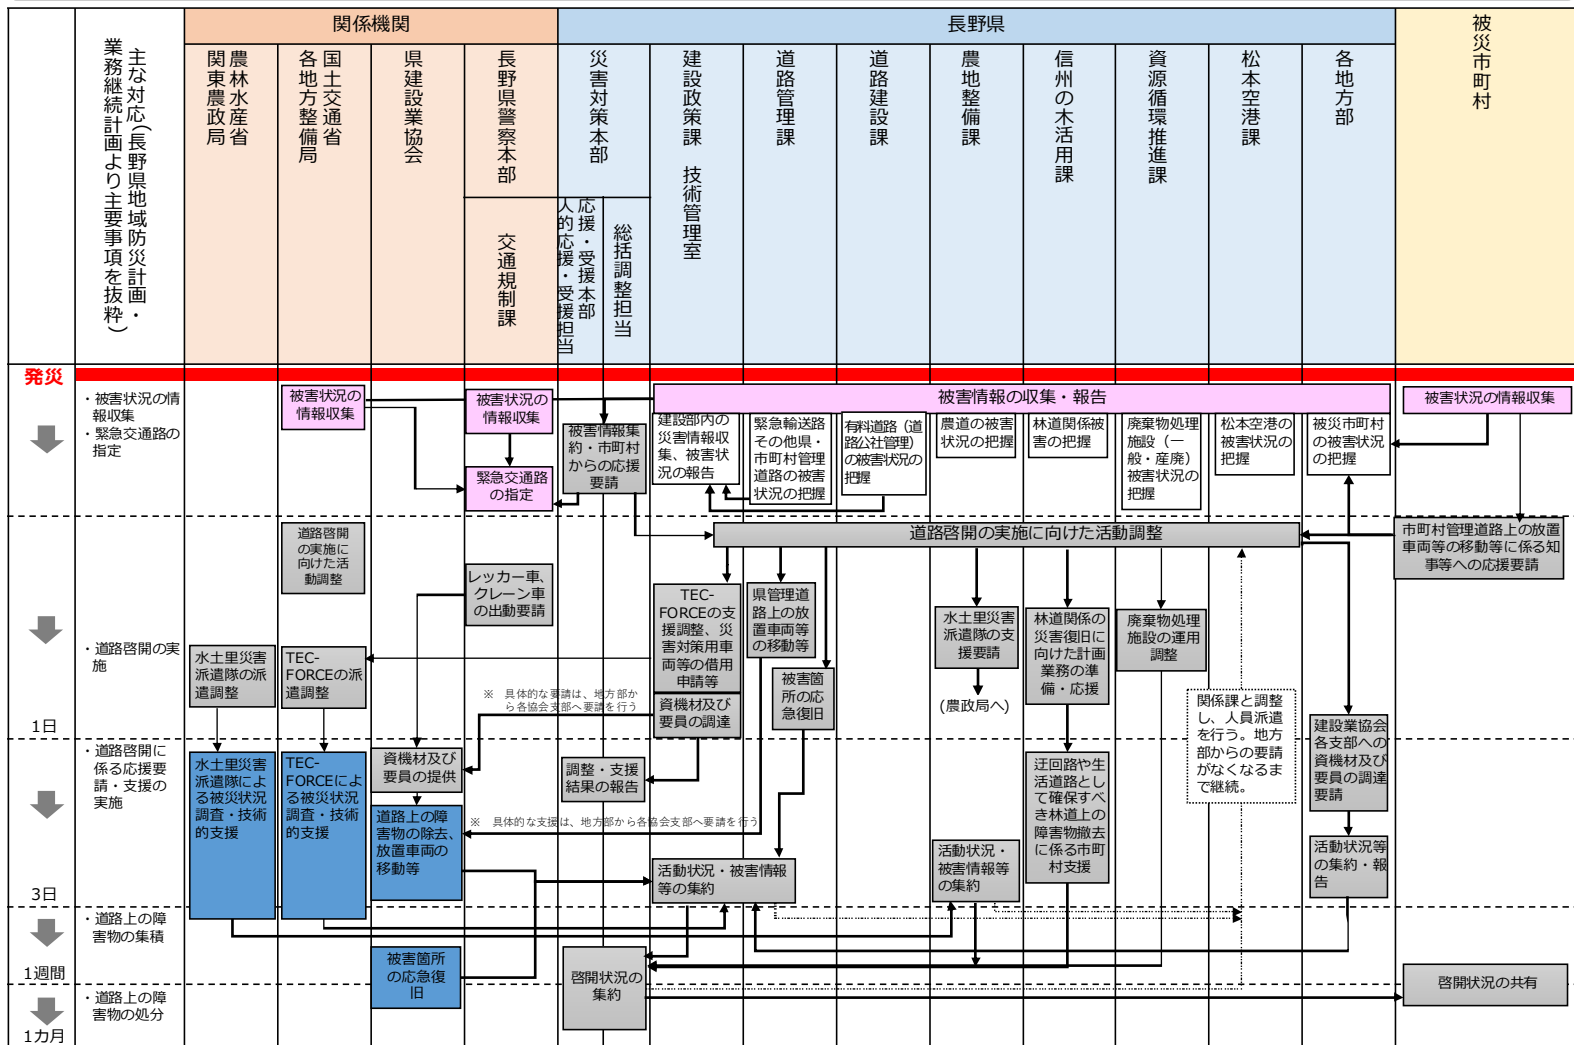 主な対応(長野県地域防災計画・
業務継続計画より主要事項を抜粋)
関係機関
農林水産省
関東農政局
国土交通省
各地方整備局
県建設業協会
長野県警察本部
交通規制課
長野県
災害対策本部
応援・受援本部
人的応援・受援担当
総括調整担当
建設政策課 技術管理室
道路管理課
道路建設課
農地整備課
信州の木活用課
資源循環推進課
松本空港課
各地方部
被災市町村
発災
・被害状況の情
報収集
・緊急交通路の
指定
被害状況の
情報収集
被害状況の
情報収集
緊急交通路
の指定
被害情報集
約・市町村
からの応援
要請
被害情報の収集・報告
建設部内の
災害情報収
集、被害状
況の報告
緊急輸送路
その他県・
市町村管理
道路の被害
状況の把握
有料道路(道
路公社管理)
の被害状況の
把握
農道の被害
状況の把握
林道関係被
害の把握
廃棄物処理
施設(一
般・産廃)
被害状況の
把握
松本空港の
被害状況の
把握
被災市町村
の被害状況
の把握
被害状況の情報収集
道路啓開
の実施に
向けた活
動調整
道路啓開の実施に向けた活動調整
市町村管理道路上の放置
車両等の移動等に係る知
事等への応援要請
レッカー車、
クレーン車
の出動要請
TEC-
FORCEの支
援調整、災
害対策用車
両等の借用
申請等
県管理道
路上の放
置車両等
の移動等
水土里災害
派遣隊の支
援要請
林道関係の
災害復旧に
向けた計画
業務の準
備・応援
廃棄物処理
施設の運用
調整
・道路啓開の実
施
水土里災害
派遣隊の派
遣調整
TEC-
FORCEの派
遣調整
※ 具体的な要請は、地方部か
ら各協会支部へ要請を行う
資機材及び
要員の調達
被害箇
所の応
急復旧
(農政局へ)
関係課と調整
し、人員派遣
を行う。地方
部からの要請
がなくなるま
で継続。
建設業協会
各支部への
資機材及び
要員の調達
要請
1日
・道路啓開に
係る応援要
請・支援の
実施
水土里災害
派遣隊によ
る被災状況
調査・技術
的支援
TEC-
FORCEによ
る被災状況
調査・技術
的支援
資機材及び
要員の提供
調整・支援
結果の報告
迂回路や生
活道路とし
て確保すべ
き林道上の
障害物撤去
に係る市町
村支援
道路上の障
害物の除去、
放置車両の
移動等
※ 具体的な支援は、地方部から各協会支部へ要請を行う
活動状況・被害情報
等の集約
活動状況・
被害情報等
の集約
活動状況等
の集約・報
告
3日
・道路上の障
害物の集積
被害箇所
の応急復
旧
啓開状況の
集約
啓開状況の共有
1週間
・道路上の障
害物の処分
1カ月